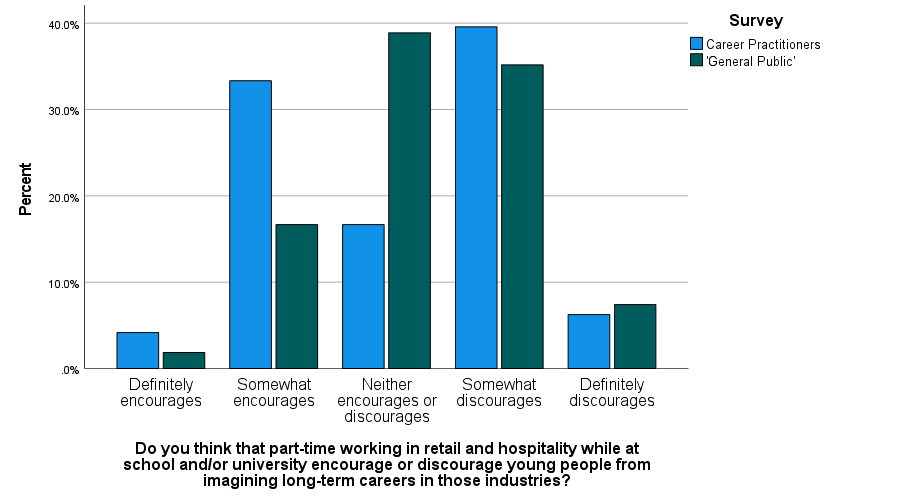 Survey
Career Practitioners
'General Public'
40.0%
30.0%
20.0%
10.0%
.0%
Percent
Definitely
encourages
Somewhat
encourages
Neither
encourages or
discourages
Somewhat
discourages
Definitely
discourages
Do you think that part-time working in retail and hospitality while at
school and/or university encourage or discourage young people from
imagining long-term careers in those industries?